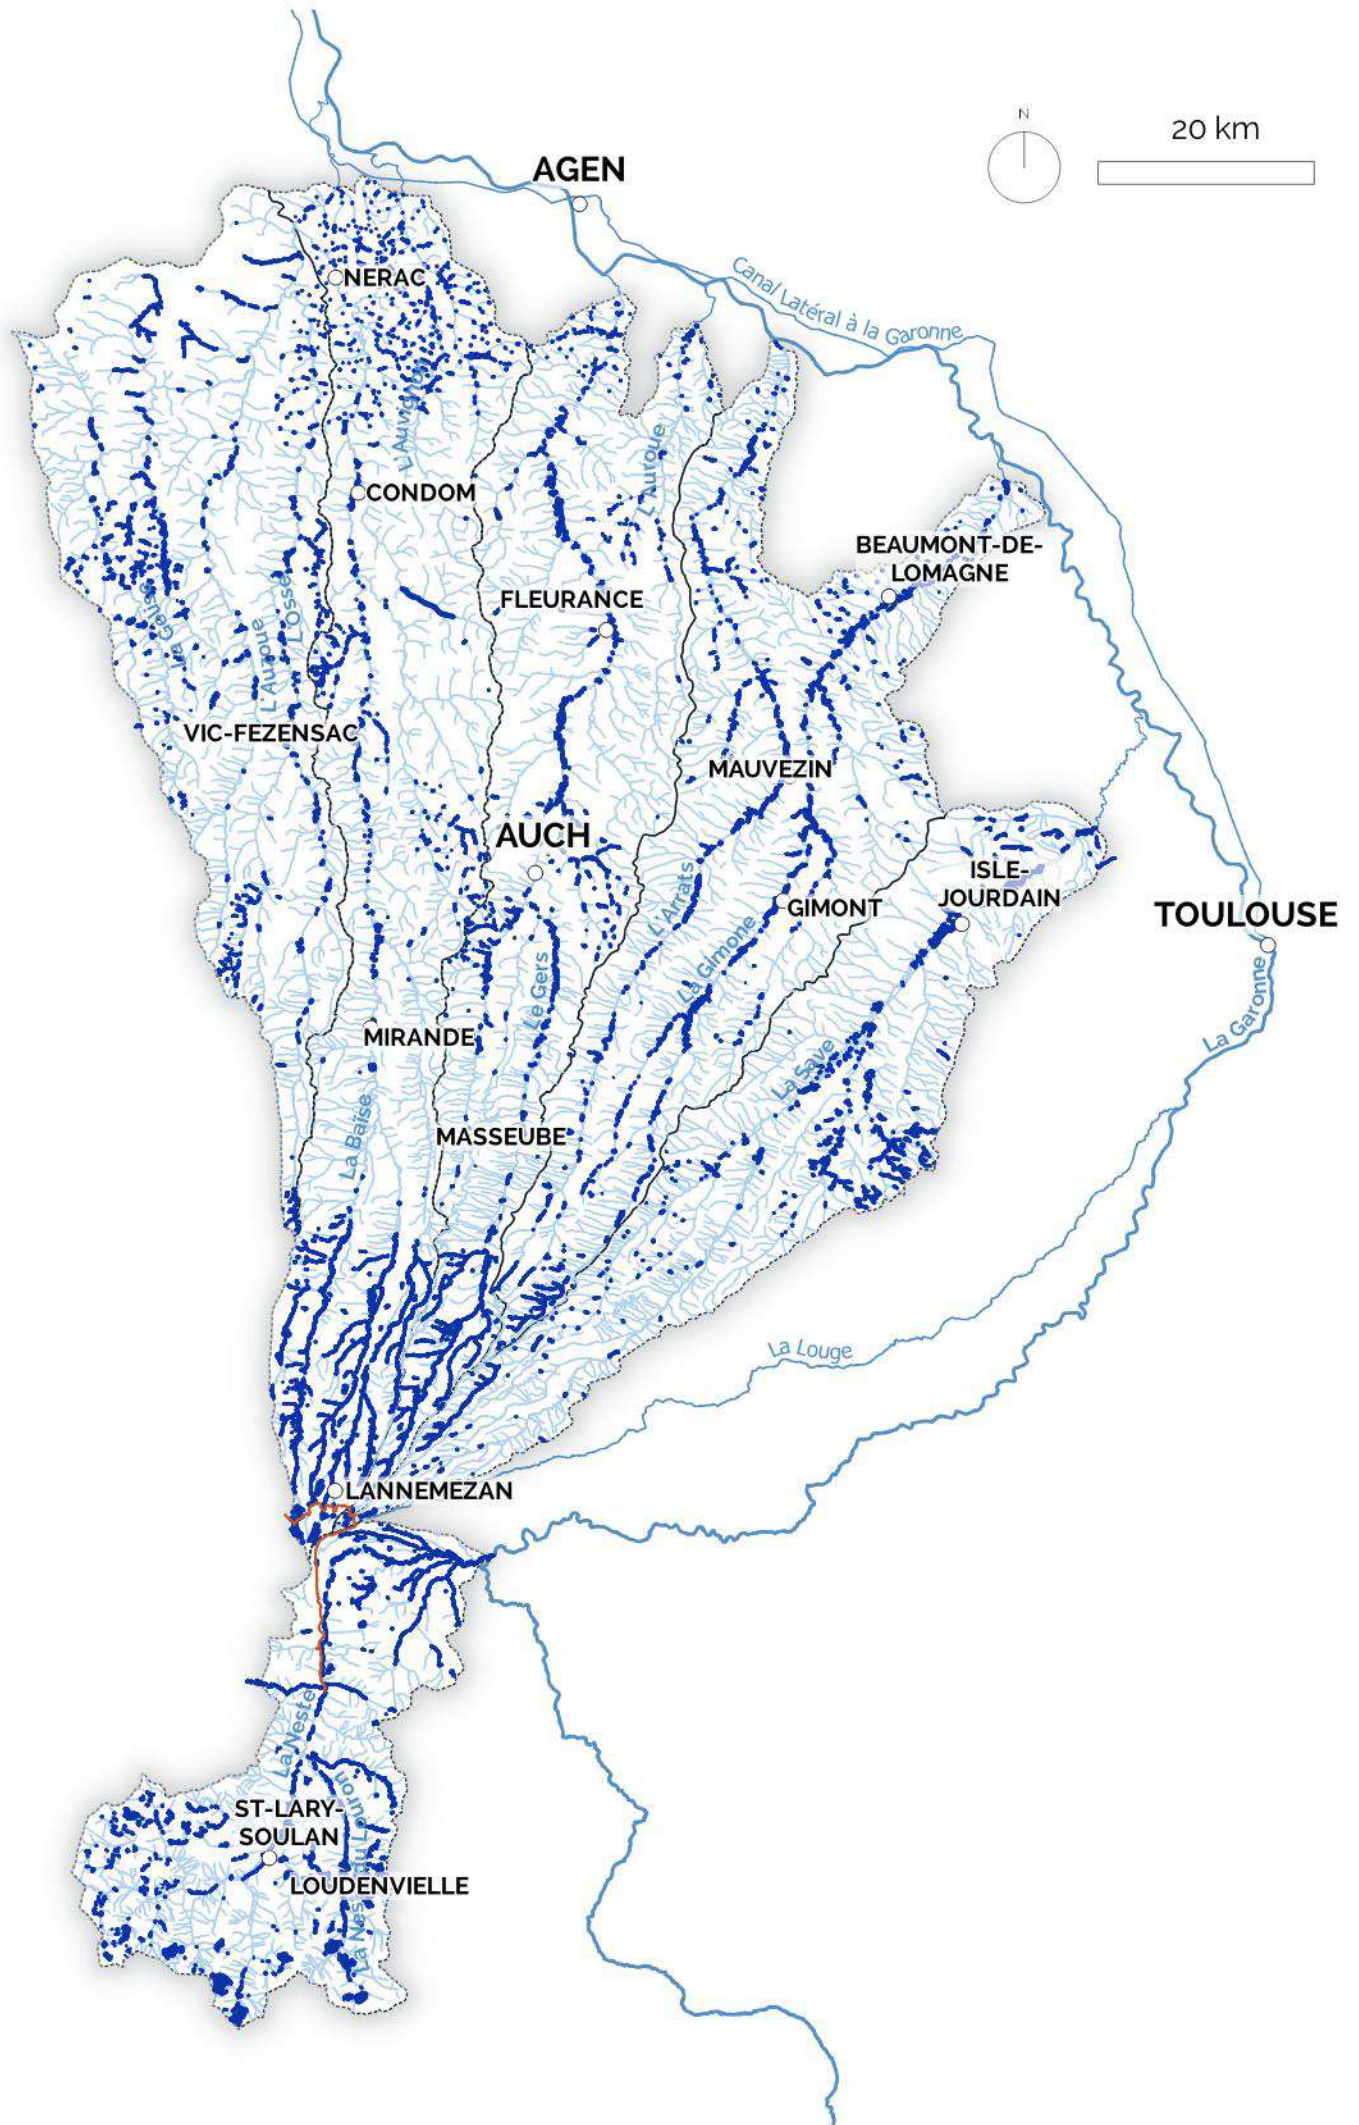 N
20 km
AGEN
NERAC
Canal Latéral à la Garonne
L'Auvignon
L'Auroue
CONDOM
BEAUMONT-DE-
LOMAGNE
FLEURANCE
La Gélise
L'Auzoue
L'Osse
VIC-FEZENSAC
MAUVEZIN
AUCH
ISLE-
JOURDAIN
L'Arrats
GIMONT
TOULOUSE
La Gimone
Le Gers
La Garonne
MIRANDE
La Save
La Baïse
MASSEUBE
La Louge
LANNEMEZAN
La Neste
ST-LARY-
SOULAN
LOUDENVIELLE
La Neste du Louron